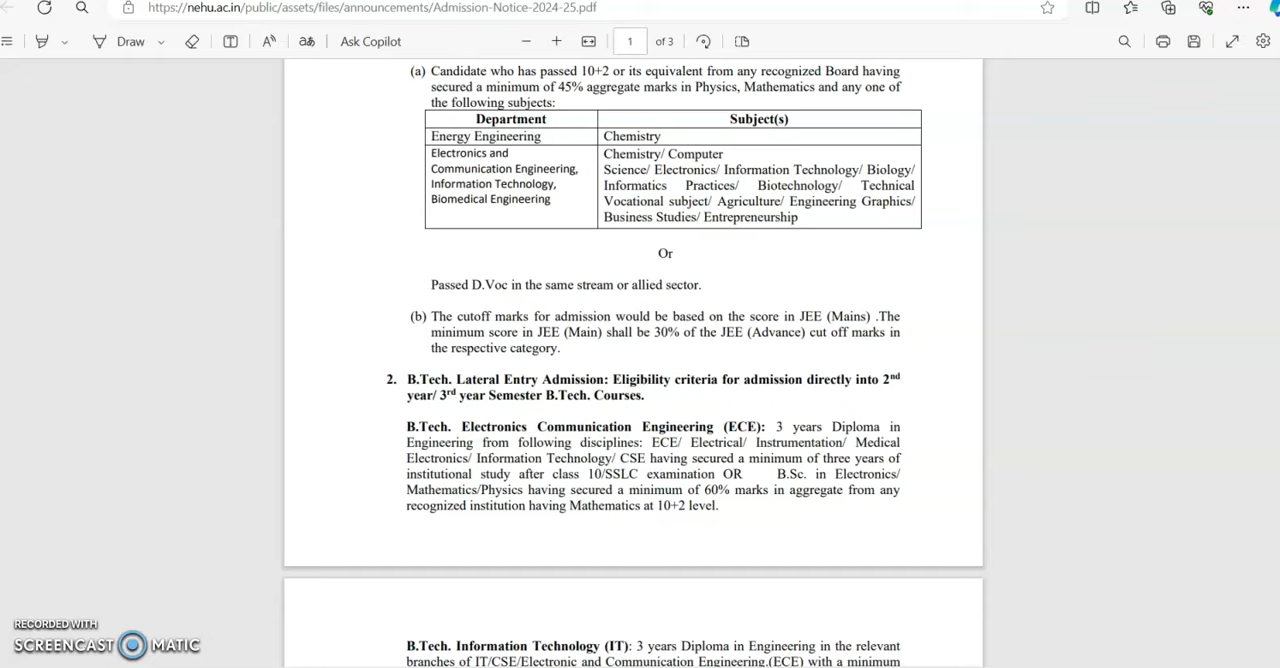 https://nehu.ac.in/public/assets/files/announcements/Admission-Notice-2024-25.pdf
Draw
Ask Copilot
1 of 3
(a) Candidate who has passed 10+2 or its equivalent from any recognized Board having
secured a minimum of 45% aggregate marks in Physics, Mathematics and any one of
the following subjects:
Department Subject(s)
Energy Engineering Chemistry
Electronics and
Communication Engineering,
Information Technology,
Biomedical Engineering
Chemistry/ Computer
Science/ Electronics/ Information Technology/ Biology/
Informatics Practices/ Biotechnology/ Technical
Vocational subject/ Agriculture/ Engineering Graphics/
Business Studies/ Entrepreneurship
Or
Passed D.Voc in the same stream or allied sector.
(b) The cutoff marks for admission would be based on the score in JEE (Mains) .The
minimum score in JEE (Main) shall be 30% of the JEE (Advance) cut off marks in
the respective category.
2. B.Tech. Lateral Entry Admission: Eligibility criteria for admission directly into 2nd
year/ 3rd year Semester B.Tech. Courses.
B.Tech. Electronics Communication Engineering (ECE): 3 years Diploma in
Engineering from following disciplines: ECE/ Electrical/ Instrumentation/ Medical
Electronics/ Information Technology/ CSE having secured a minimum of three years of
institutional study after class 10/SSLC examination OR B.Sc. in Electronics/
Mathematics/Physics having secured a minimum of 60% marks in aggregate from any
recognized institution having Mathematics at 10+2 level.
RECORDED WITH
SCREENCAST MATIC
B.Tech. Information Technology (IT): 3 years Diploma in Engineering in the relevant
branches of IT/CSE/Electronic and Communication Engineering.(ECE) with a minimum